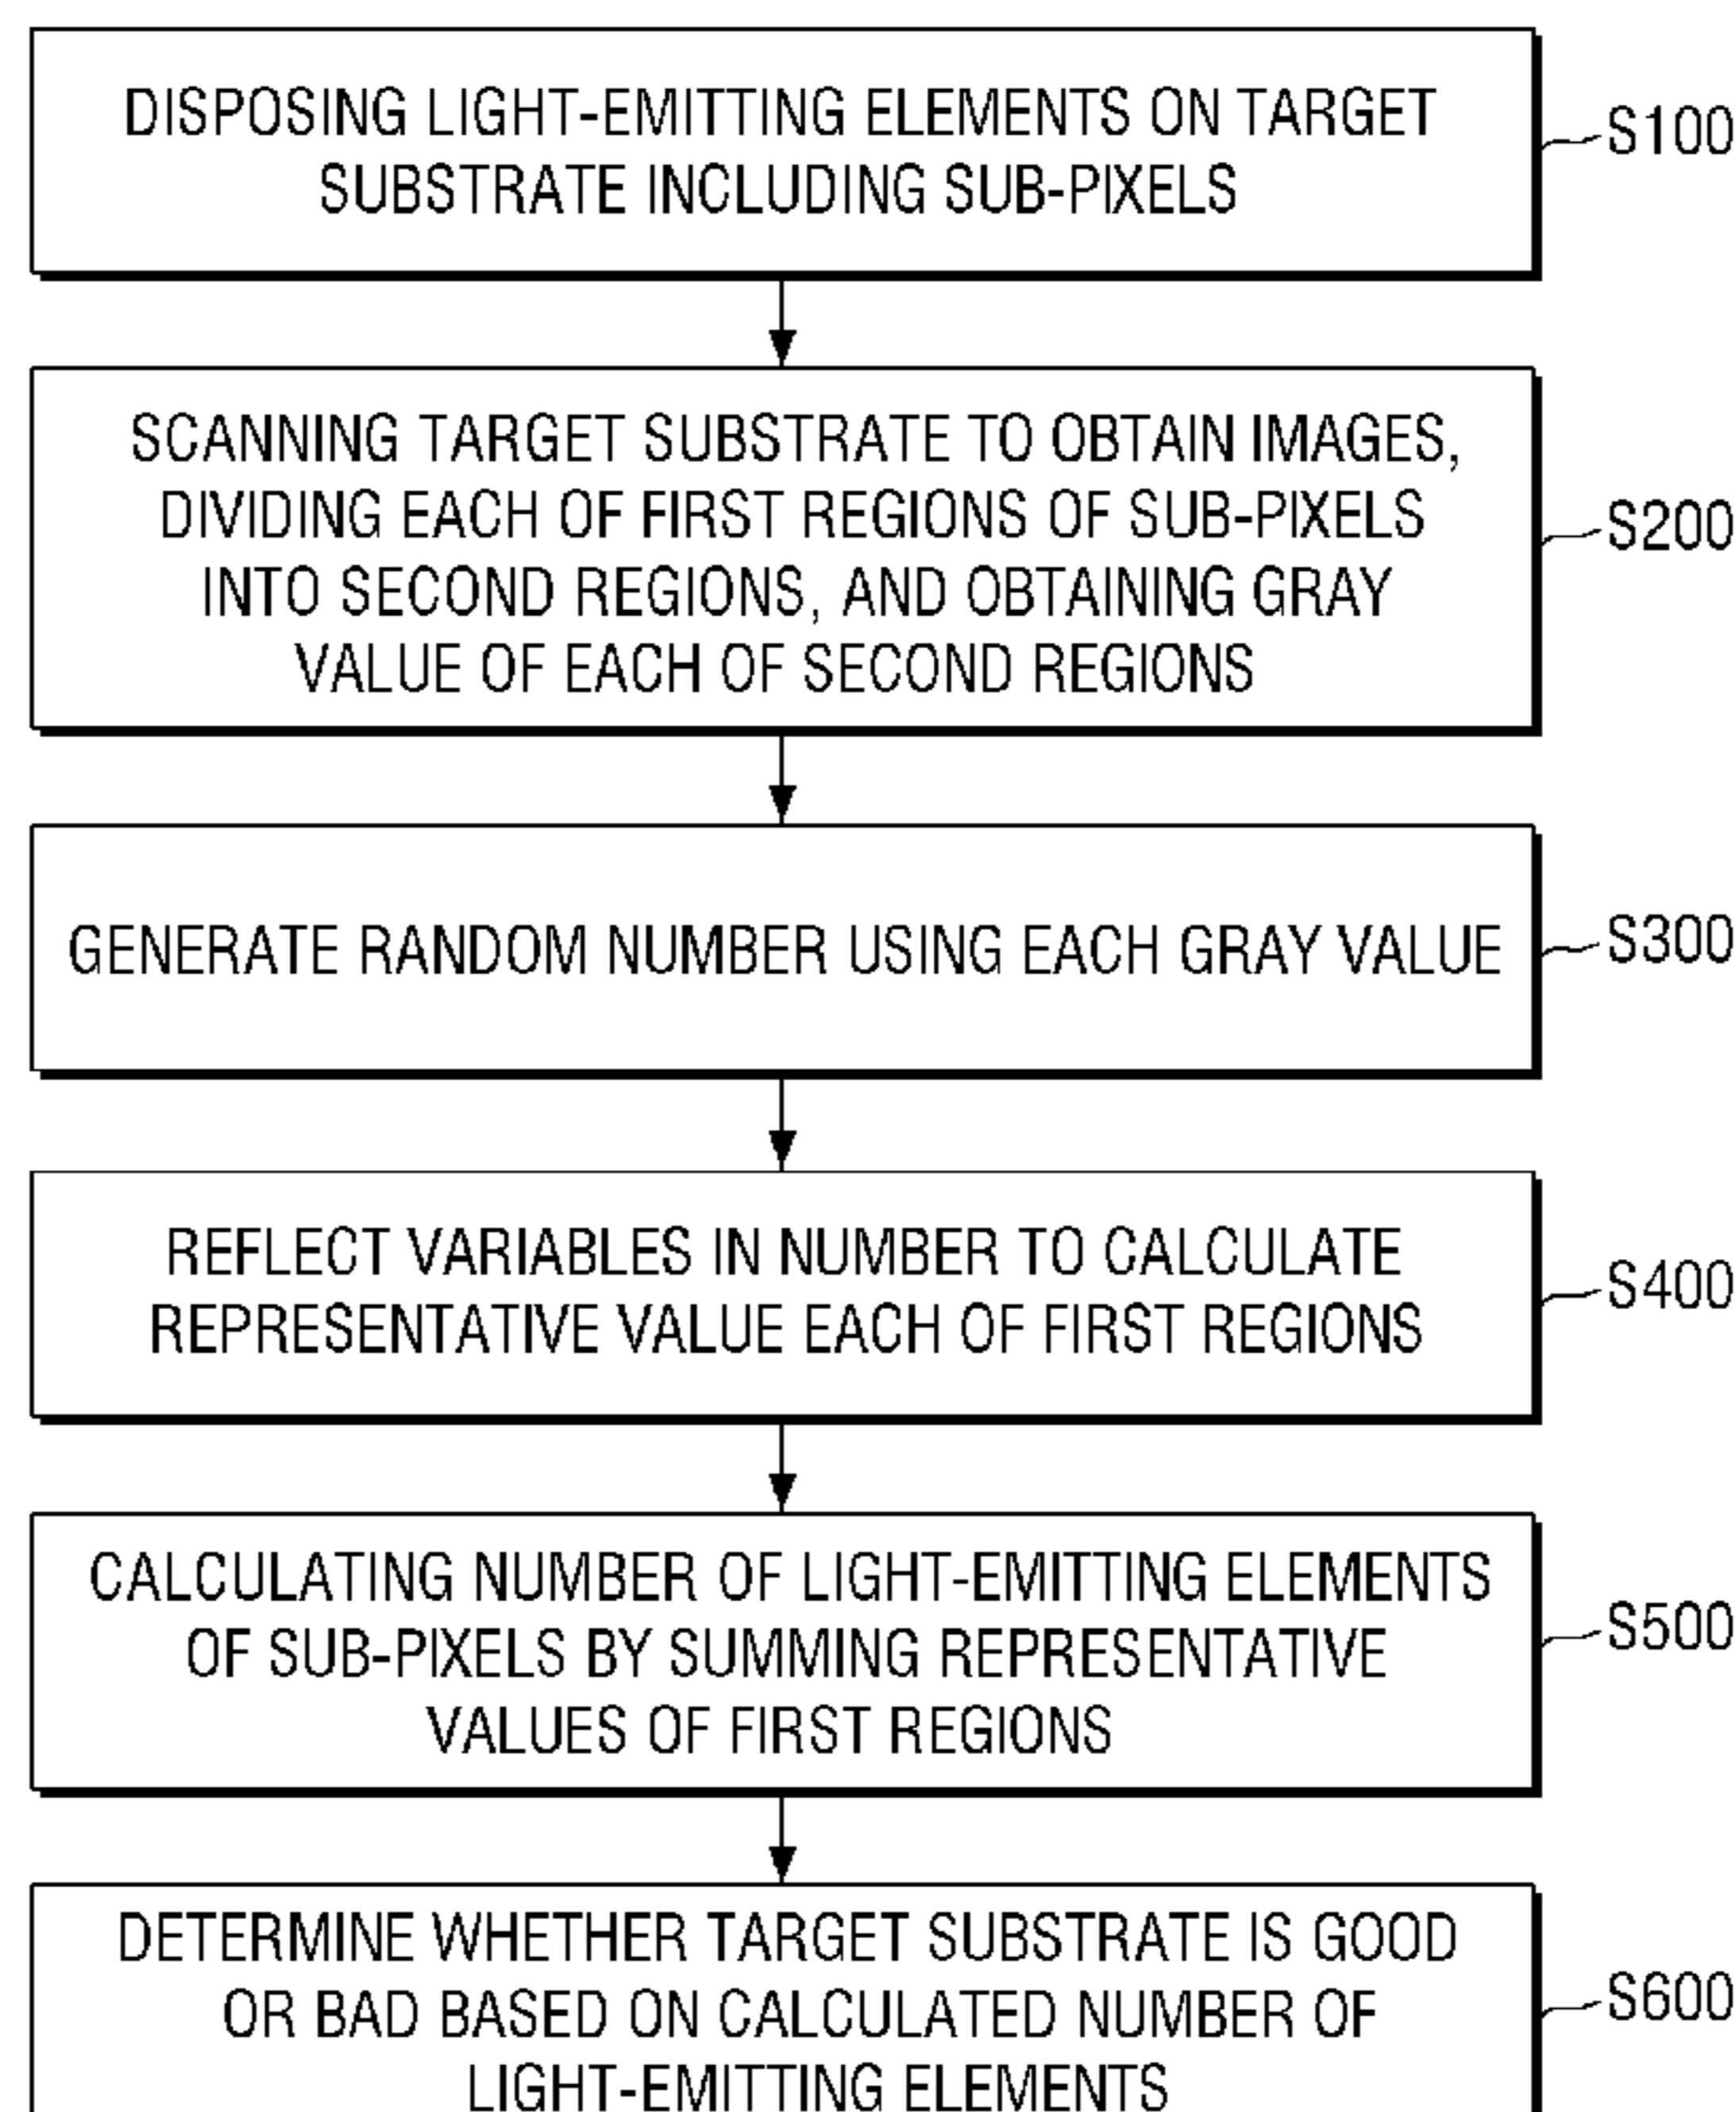 DISPOSING LIGHT-EMITTING ELEMENTS ON TARGET
SUBSTRATE INCLUDING SUB-PIXELS
S100
SCANNING TARGET SUBSTRATE TO OBTAIN IMAGES,
DIVIDING EACH OF FIRST REGIONS OF SUB-PIXELS
INTO SECOND REGIONS, AND OBTAINING GRAY
VALUE OF EACH OF SECOND REGIONS
S200
GENERATE RANDOM NUMBER USING EACH GRAY VALUE
S300
REFLECT VARIABLES IN NUMBER TO CALCULATE
REPRESENTATIVE VALUE EACH OF FIRST REGIONS
S400
CALCULATING NUMBER OF LIGHT-EMITTING ELEMENTS
OF SUB-PIXELS BY SUMMING REPRESENTATIVE
VALUES OF FIRST REGIONS
S500
DETERMINE WHETHER TARGET SUBSTRATE IS GOOD
OR BAD BASED ON CALCULATED NUMBER OF
LIGHT-EMITTING ELEMENTS
S600